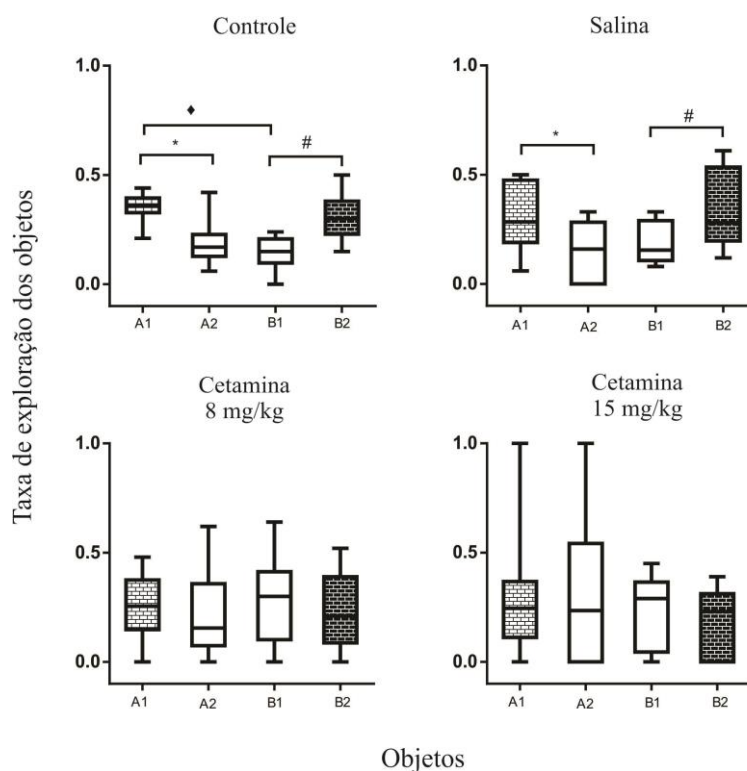 Controle
Salina
1.0
♦
*
#
0.5
0.0
A1 A2 B1 B2
1.0
*
#
0.5
0.0
A1 A2 B1 B2
Taxa de exploração dos objetos
Cetamina
8 mg/kg
Cetamina
15 mg/kg
1.0
0.5
0.0
A1 A2 B1 B2
1.0
0.5
0.0
A1 A2 B1 B2
Objetos